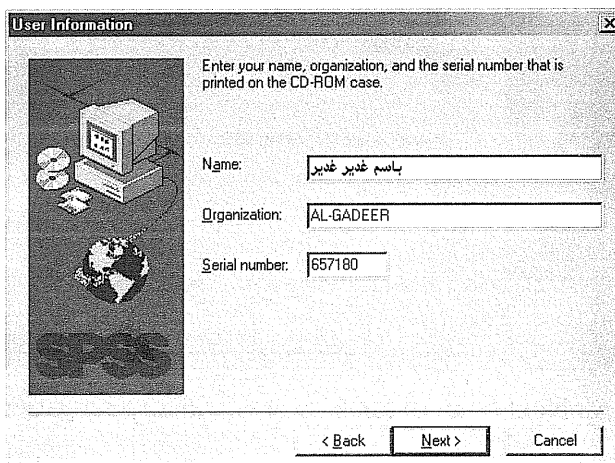 User Information
Enter your name, organization, and the serial number that is
printed on the CD-ROM case.
Name: باسم غدير غدير
Organization: AL-GADEER
Serial number: 657180
SPSS
< Back Next > Cancel